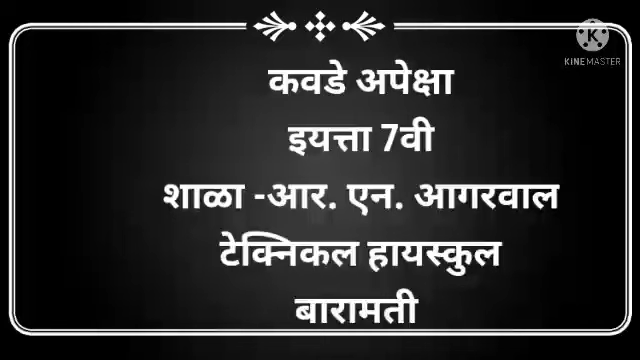 K
KINEMASTER
कवडे अपेक्षा
इयत्ता 7वी
शाळा -आर. एन. आगरवाल
टेक्निकल हायस्कुल
बारामती